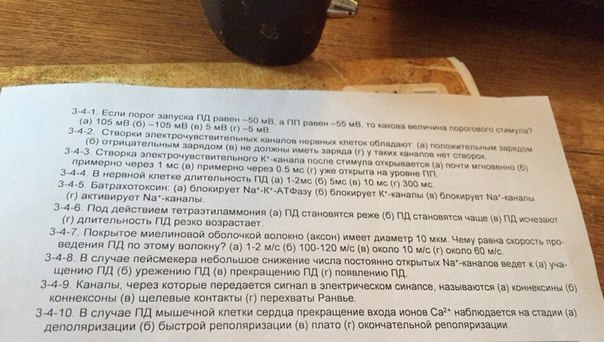 3-4-1. Если порог запуска ПД равен –50 мВ, а ПП равен –55 мВ, то какова величина порогового стимула?
(а) 105 мВ (б) –105 мВ (в) 5 мВ (г) –5 мВ
3-4-2. Створки электрочувствительных каналов нервных клеток обладают: (а) положительным зарядом
(б) отрицательным зарядом (в) не должны иметь заряда (г) у таких каналов нет створок.
3-4-3. Створка электрочувствительного К⁺-канала после стимула открывается (а) почти мгновенно (б)
примерно через 1 мс (в) примерно через 0.5 мс (г) уже открыта на уровне ПП.
3-4-4. В нервной клетке длительность ПД (а) 1-2мс (б) 5мс (в) 10 мс (г) 300 мс.
3-4-5. Батрахотоксин: (а) блокирует Na⁺-К⁺-АТФазу (б) блокирует К⁺-каналы (в) блокирует Na⁺-каналы
(г) активирует Na⁺-каналы.
3-4-6. Под действием тетраэтиламмония (а) ПД становятся реже (б) ПД становятся чаще (в) ПД исчезают
(г) длительность ПД резко возрастает.
3-4-7. Покрытое миелиновой оболочкой волокно (аксон) имеет диаметр 10 мкм. Чему равна скорость про-
ведения ПД по этому волокну? (а) 1-2 м/с (б) 100-120 м/с (в) около 10 м/с (г) около 60 м/с.
3-4-8. В случае пейсмекера небольшое снижение числа постоянно открытых Na⁺-каналов ведет к (а) уча-
щению ПД (б) урежению ПД (в) прекращению ПД (г) появлению ПД.
3-4-9. Каналы, через которые передается сигнал в электрическом синапсе, называются (а) коннексины (б)
коннексоны (в) щелевые контакты (г) перехваты Ранвье.
3-4-10. В случае ПД мышечной клетки сердца прекращение входа ионов Ca²⁺ наблюдается на стадии (а)
деполяризации (б) быстрой реполяризации (в) плато (г) окончательной реполяризации.